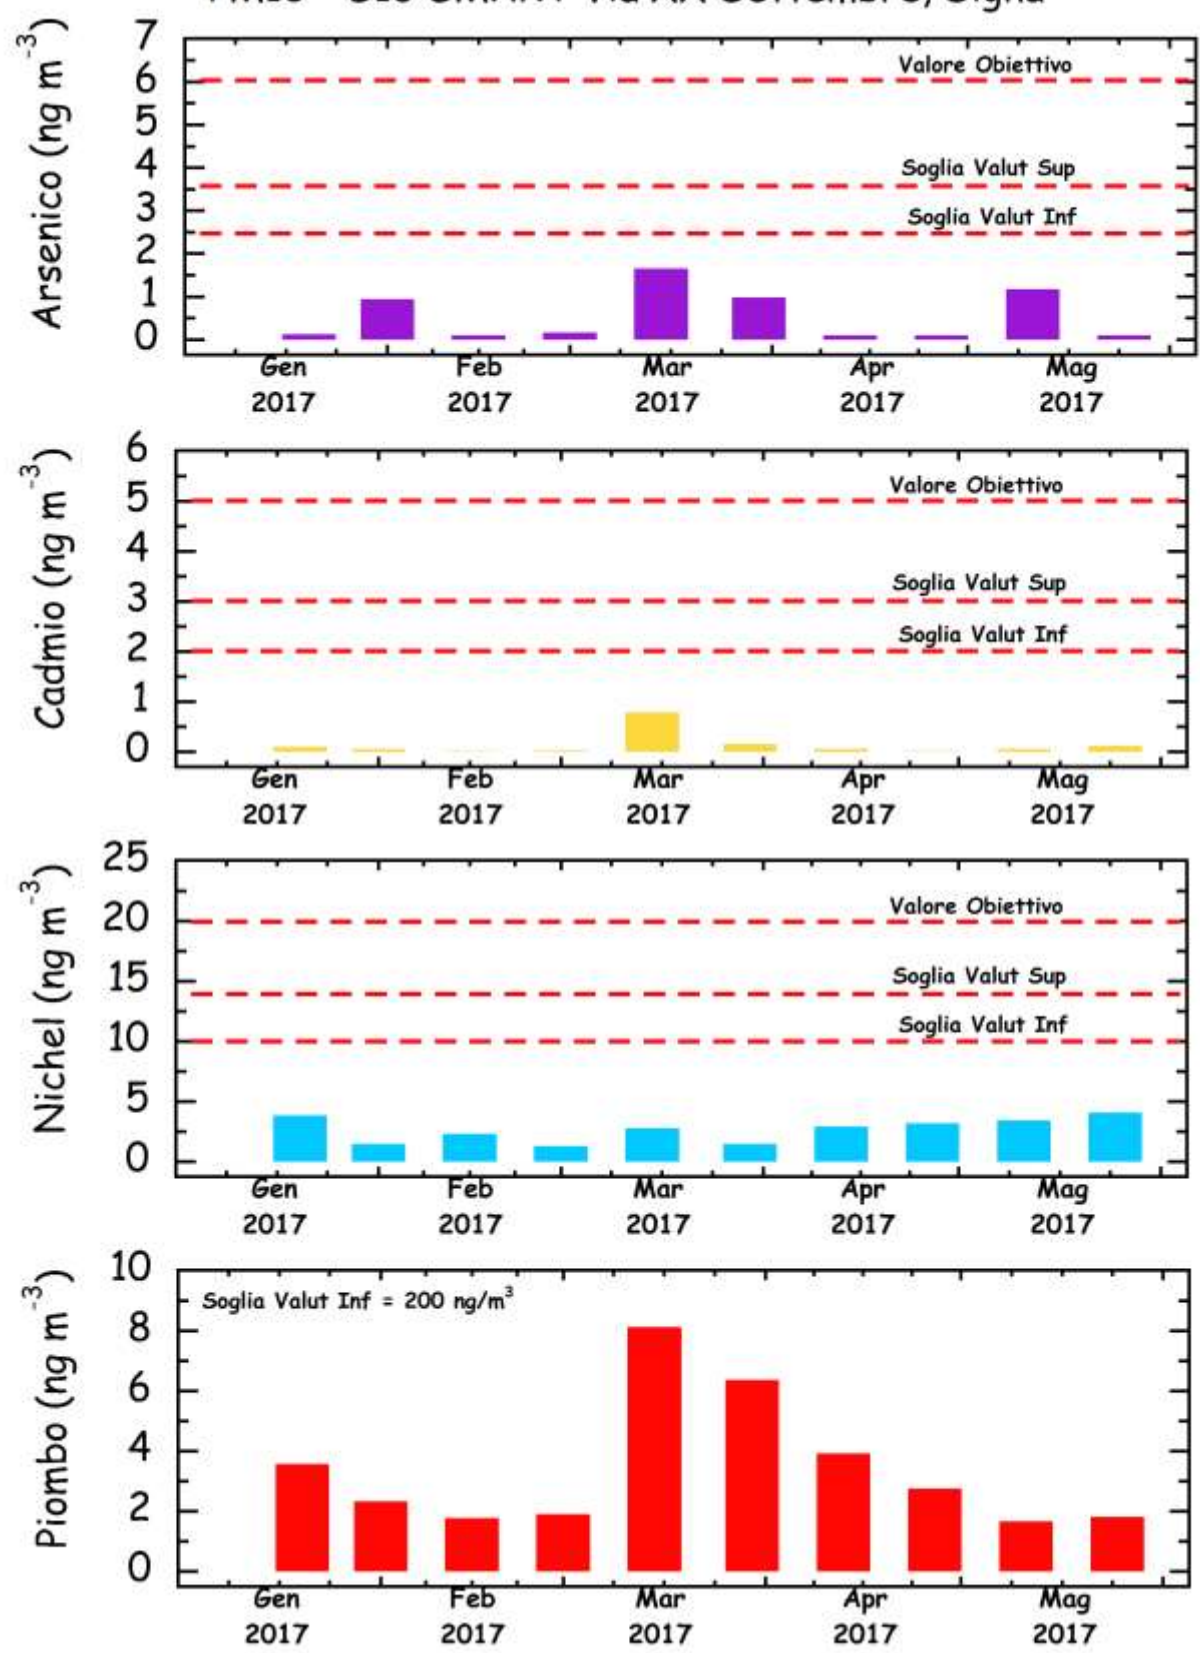 Arsenico (ng m⁻³)
7
6
5
4
3
2
1
0
Valore Obiettivo
Soglia Valut Sup
Soglia Valut Inf
Gen Feb Mar Apr Mag
2017 2017 2017 2017 2017
Cadmio (ng m⁻³)
6
5
4
3
2
1
0
Valore Obiettivo
Soglia Valut Sup
Soglia Valut Inf
Gen Feb Mar Apr Mag
2017 2017 2017 2017 2017
Nichel (ng m⁻³)
25
20
15
10
5
0
Valore Obiettivo
Soglia Valut Sup
Soglia Valut Inf
Gen Feb Mar Apr Mag
2017 2017 2017 2017 2017
Piombo (ng m⁻³)
10
8
6
4
2
0
Soglia Valut Inf = 200 ng/m³
Gen Feb Mar Apr Mag
2017 2017 2017 2017 2017